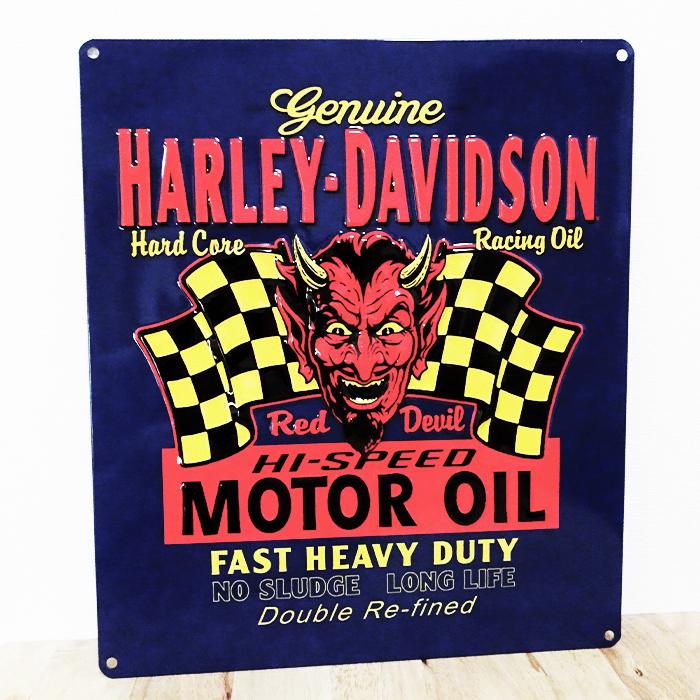 Genuine
HARLEY-DAVIDSON
Hard Core Racing Oil
Red Devil
HI-SPEED
MOTOR OIL
FAST HEAVY DUTY
NO SLUDGE LONG LIFE
Double Re-fined